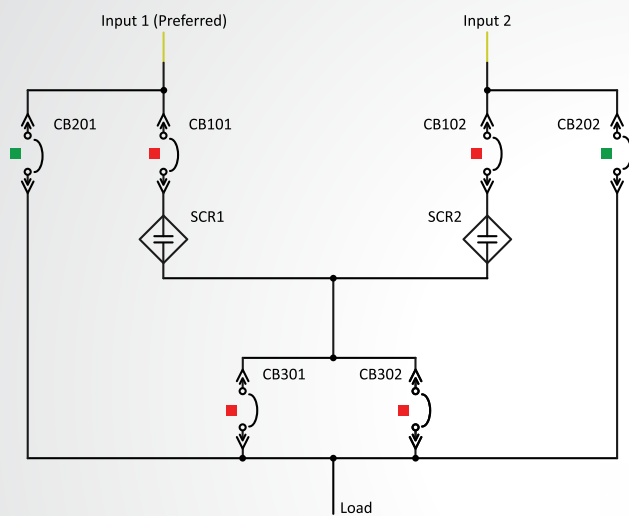 Input 1 (Preferred)
Input 2
CB201
CB101
CB102
CB202
SCR1
SCR2
CB301
CB302
Load